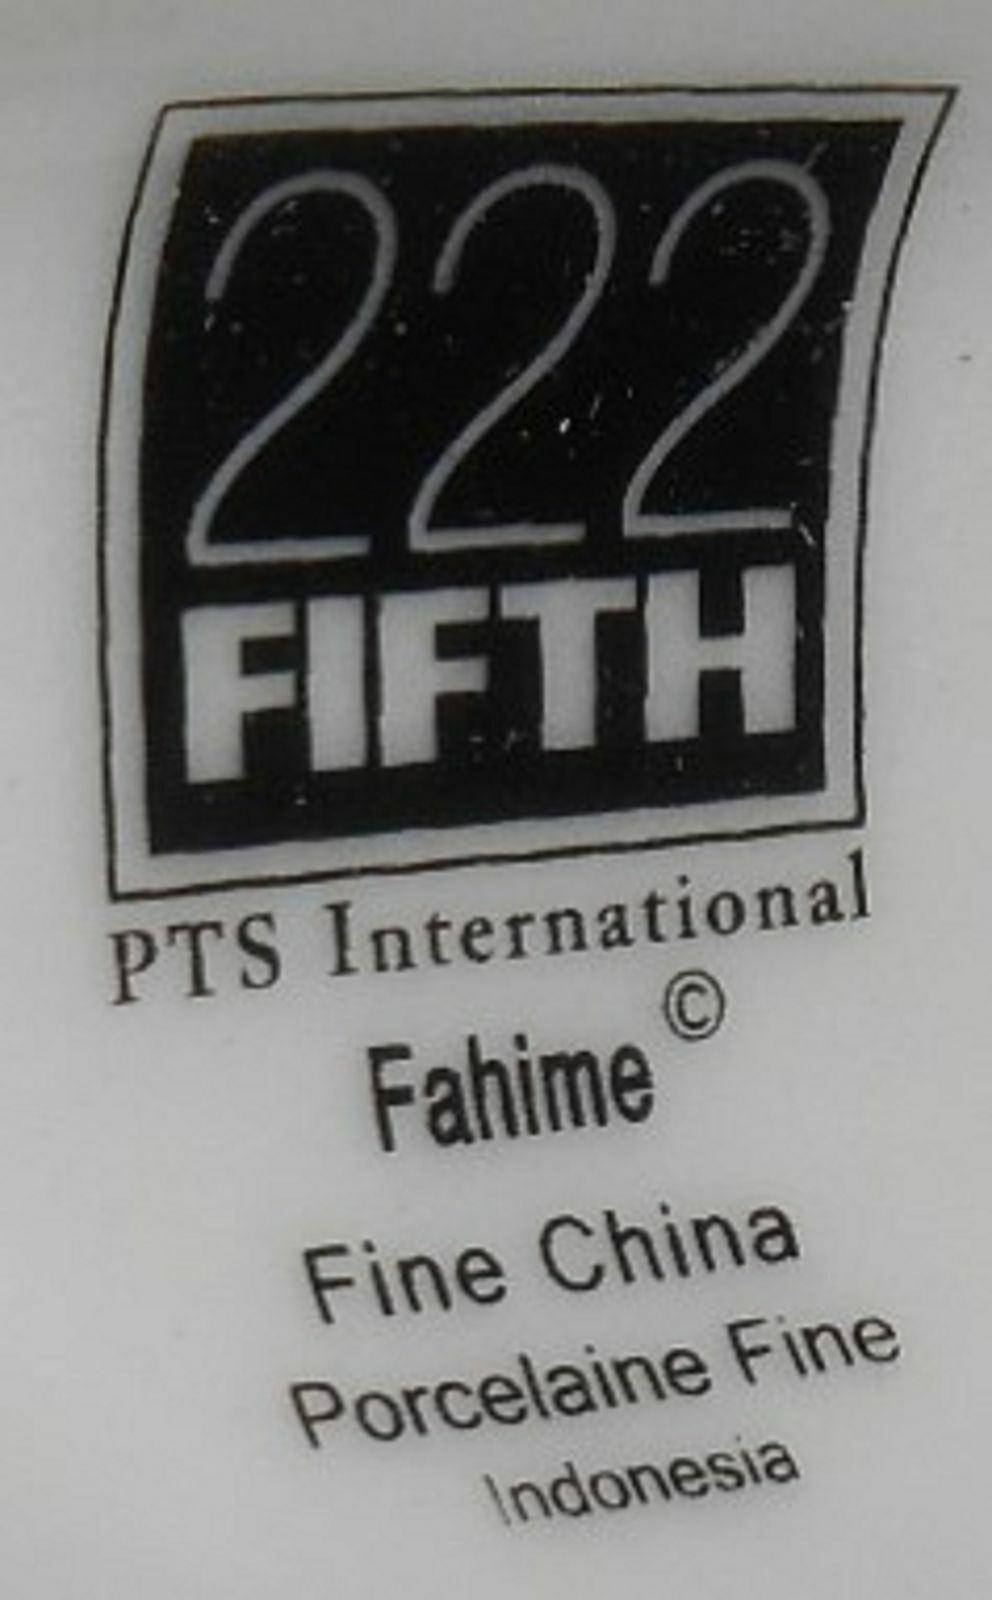 222
FIFTH
PTS International
Fahime©
Fine China
Porcelaine Fine
Indonesia